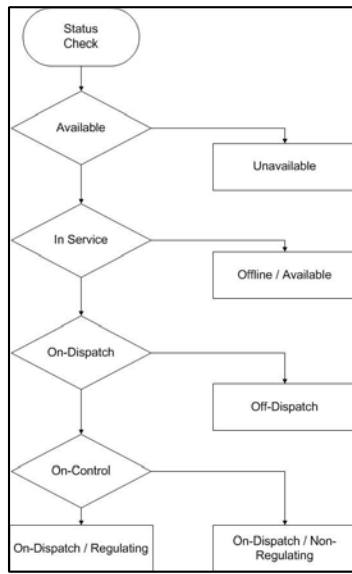 Status
Check
Available
Unavailable
In Service
Offline / Available
On-Dispatch
Off-Dispatch
On-Control
On-Dispatch / Regulating
On-Dispatch / Non-
Regulating